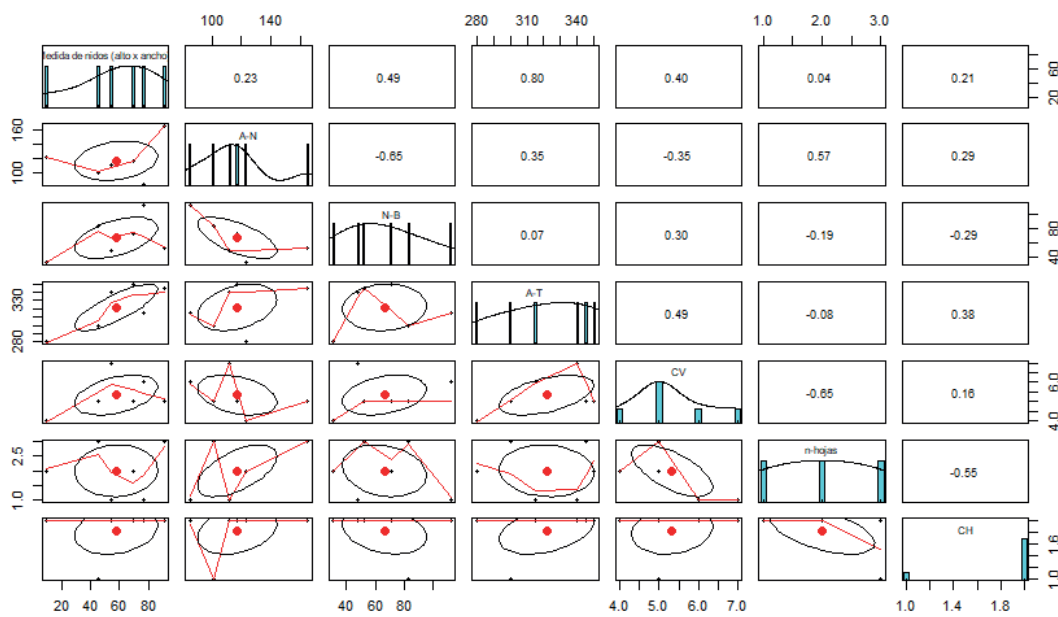 100 140
280 300 340
1.0 2.0 3.0
ledida de nidos (alto x ancho
0.23 0.49 0.80 0.40 0.04 0.21
20 60
100 160
A-N
-0.65 0.35 -0.35 0.57 0.29
N-B
0.07 0.30 -0.19 -0.29
40 80
280 330
A-T
0.49 -0.08 0.38
CV
-0.65 0.16
4.0 6.0
1.0 2.5
n-hojas
-0.55
CH
1.0 1.6
20 40 60 80
40 60 80
4.0 5.0 6.0 7.0
1.0 1.4 1.8